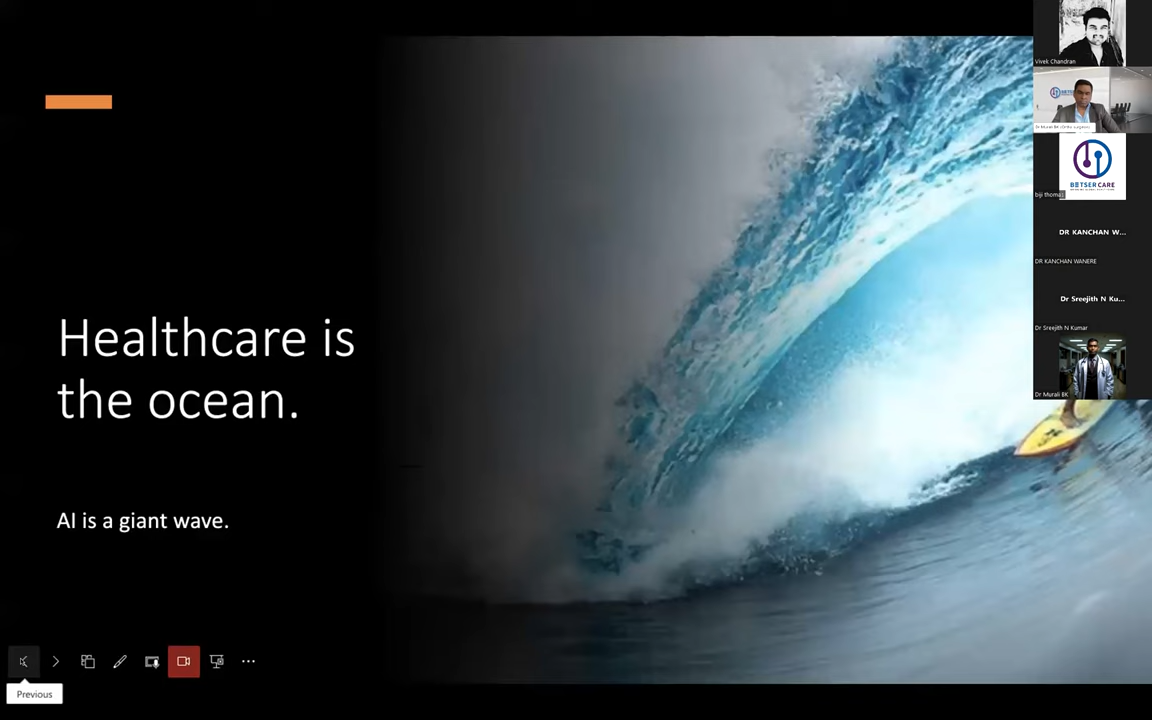 Healthcare is
the ocean.
AI is a giant wave.
Previous
Vivek Chandran
BETSER CARE
biji thomas
DR KANCHAN W...
DR KANCHAN WANERE
Dr Sreejith N Ku...
Dr Sreejith N Kumar
Dr Murali BK